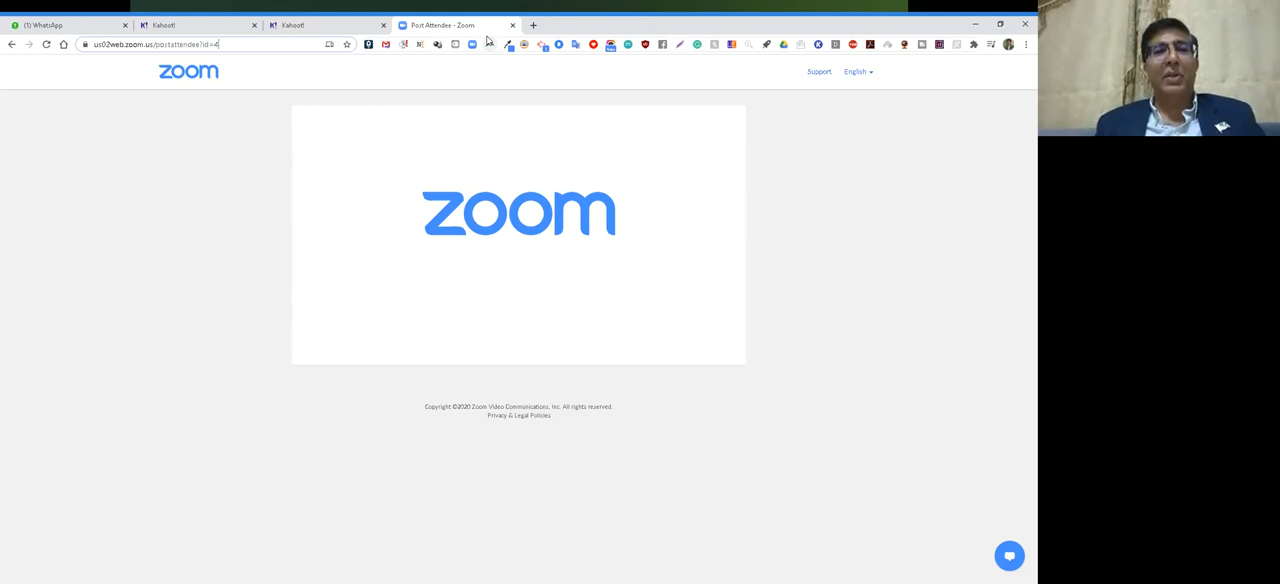 (1) WhatsApp
Kahoot!
Kahoot!
Post Attendee - Zoom
us02web.zoom.us/postattendee?id=4
zoom
Support
English
zoom
Copyright ©2020 Zoom Video Communications, Inc. All rights reserved.
Privacy & Legal Policies